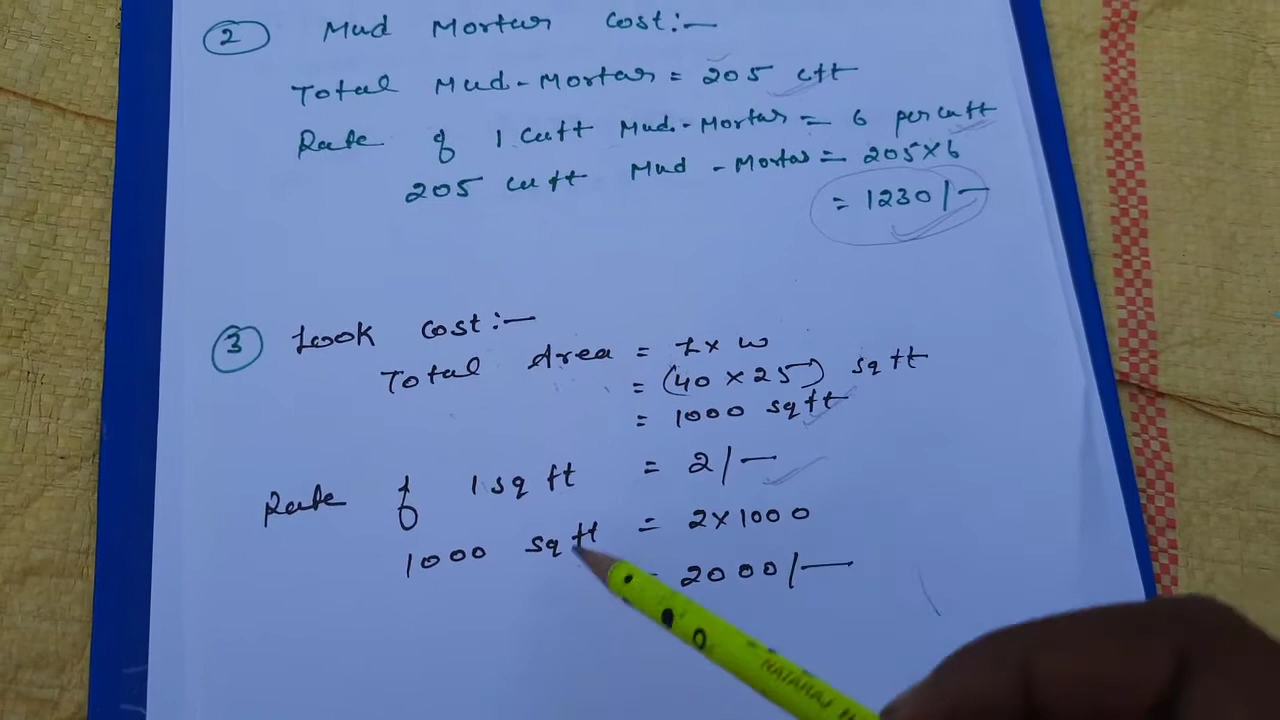 2 Mud Mortar Cost:-
Total Mud-Mortar = 205 cft
Rate of 1 Cuft Mud-Mortar = 6 per cuft
205 cuft Mud-Mortar = 205×6
= 1230/-
3 Look Cost:-
Total Area = L×W
= (40×25) sqft
= 1000 sqft
Rate of 1 sq ft = 2/-
1000 sqft = 2×1000
= 2000/-
NATARAJ